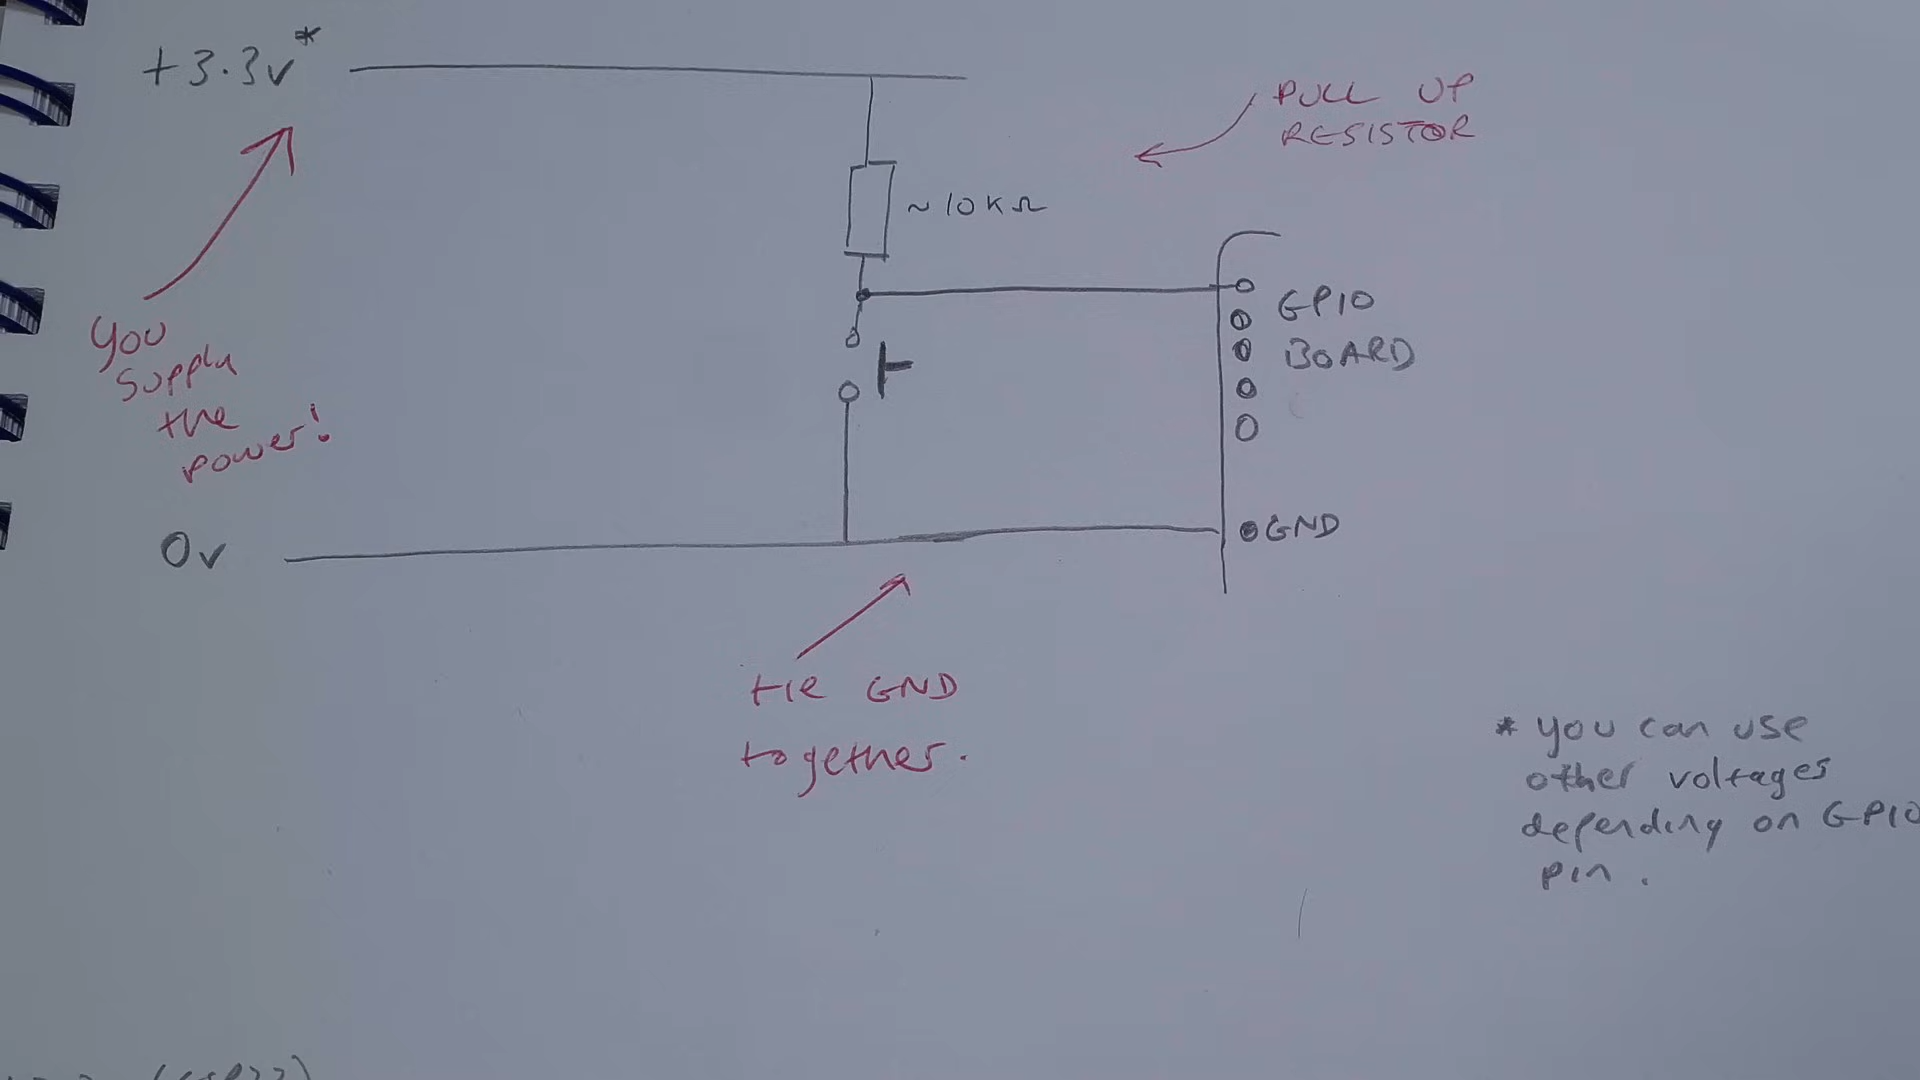 +3.3v*
PULL UP
RESISTOR
~10KΩ
You
Supply
the
power!
GPIO
BOARD
0v
GND
tie GND
together.
* you can use
other voltages
depending on GPIO
pin.